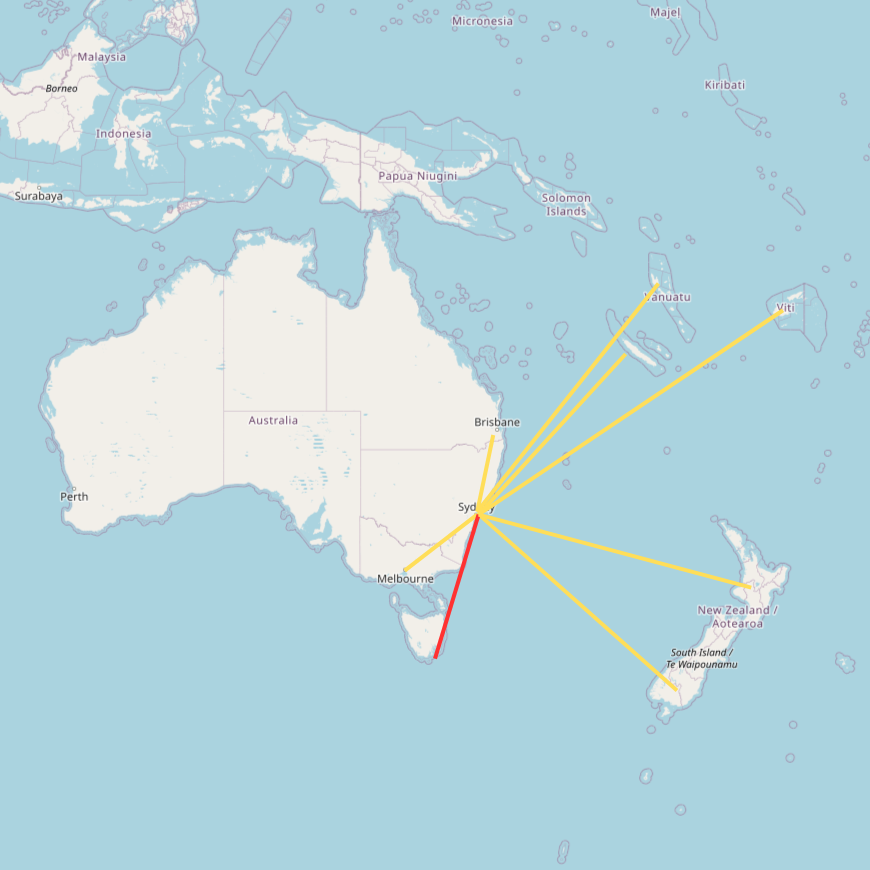 Micronesia
Majel
Malaysia
Borneo
Kiribati
Indonesia
Papua Niugini
Surabaya
Solomon
Islands
Vanuatu
Viti
Australia
Brisbane
Perth
Sydney
Melbourne
New Zealand /
Aotearoa
South Island /
Te Waipounamu